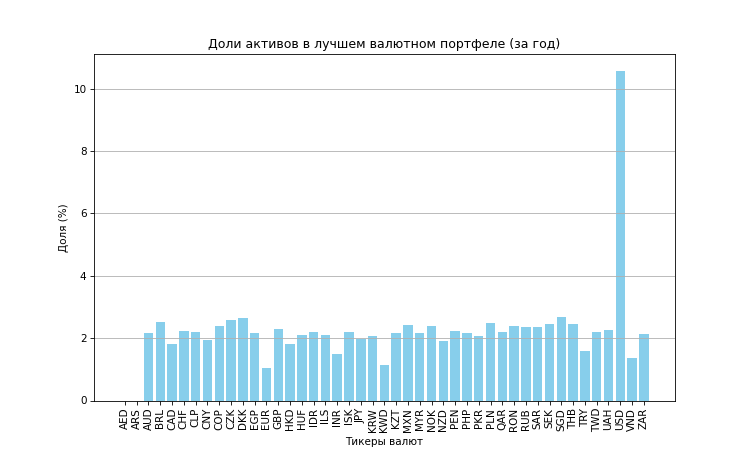 Доли активов в лучшем валютном портфеле (за год)
Доля (%)
10
8
6
4
2
0
AED ARS AUD BRL CAD CHF CLP CNY COP CZK DKK EGP EUR GBP HKD HUF IDR ILS INR ISK JPY KRW KWD KZT MXN MYR NOK NZD PEN PHP PKR PLN QAR RON RUB SAR SEK SGD THB TRY TWD UAH USD VND ZAR
Тикеры валют